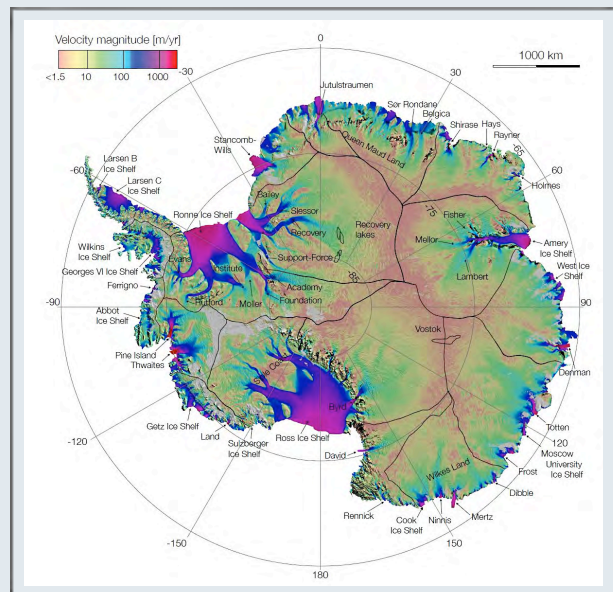 Velocity magnitude [m/yr]
<1.5 10 100 1000
1000 km
0
-30
30
Jutulstraumen
Sør Rondane
Belgica
Shirase
Hays
Rayner
Queen Maud Land
Stancomb-
Wills
-65
-60
60
Larsen B
Ice Shelf
Larsen C
Ice Shelf
Holmes
Bailey
-75
Ronne Ice Shelf
Slessor
Fisher
Recovery
Recovery
lakes
Mellor
Amery
Ice Shelf
Wilkins
Ice Shelf
Evans
Support-Force
West Ice
Shelf
Georges VI Ice Shelf
Institute
-85
Lambert
Ferrigno
Academy
Rutford
Moller
Foundation
-90
90
Abbot
Ice Shelf
Vostok
Pine Island
Thwaites
Denman
Siple Coast
Byrd
Getz Ice Shelf
Totten
Land
Ross Ice Shelf
-120
120
Sulzberger
Ice Shelf
Moscow
University
Ice Shelf
David
Wilkes Land
Frost
Dibble
Rennick
Cook
Ice Shelf
Ninnis
Mertz
-150
150
180